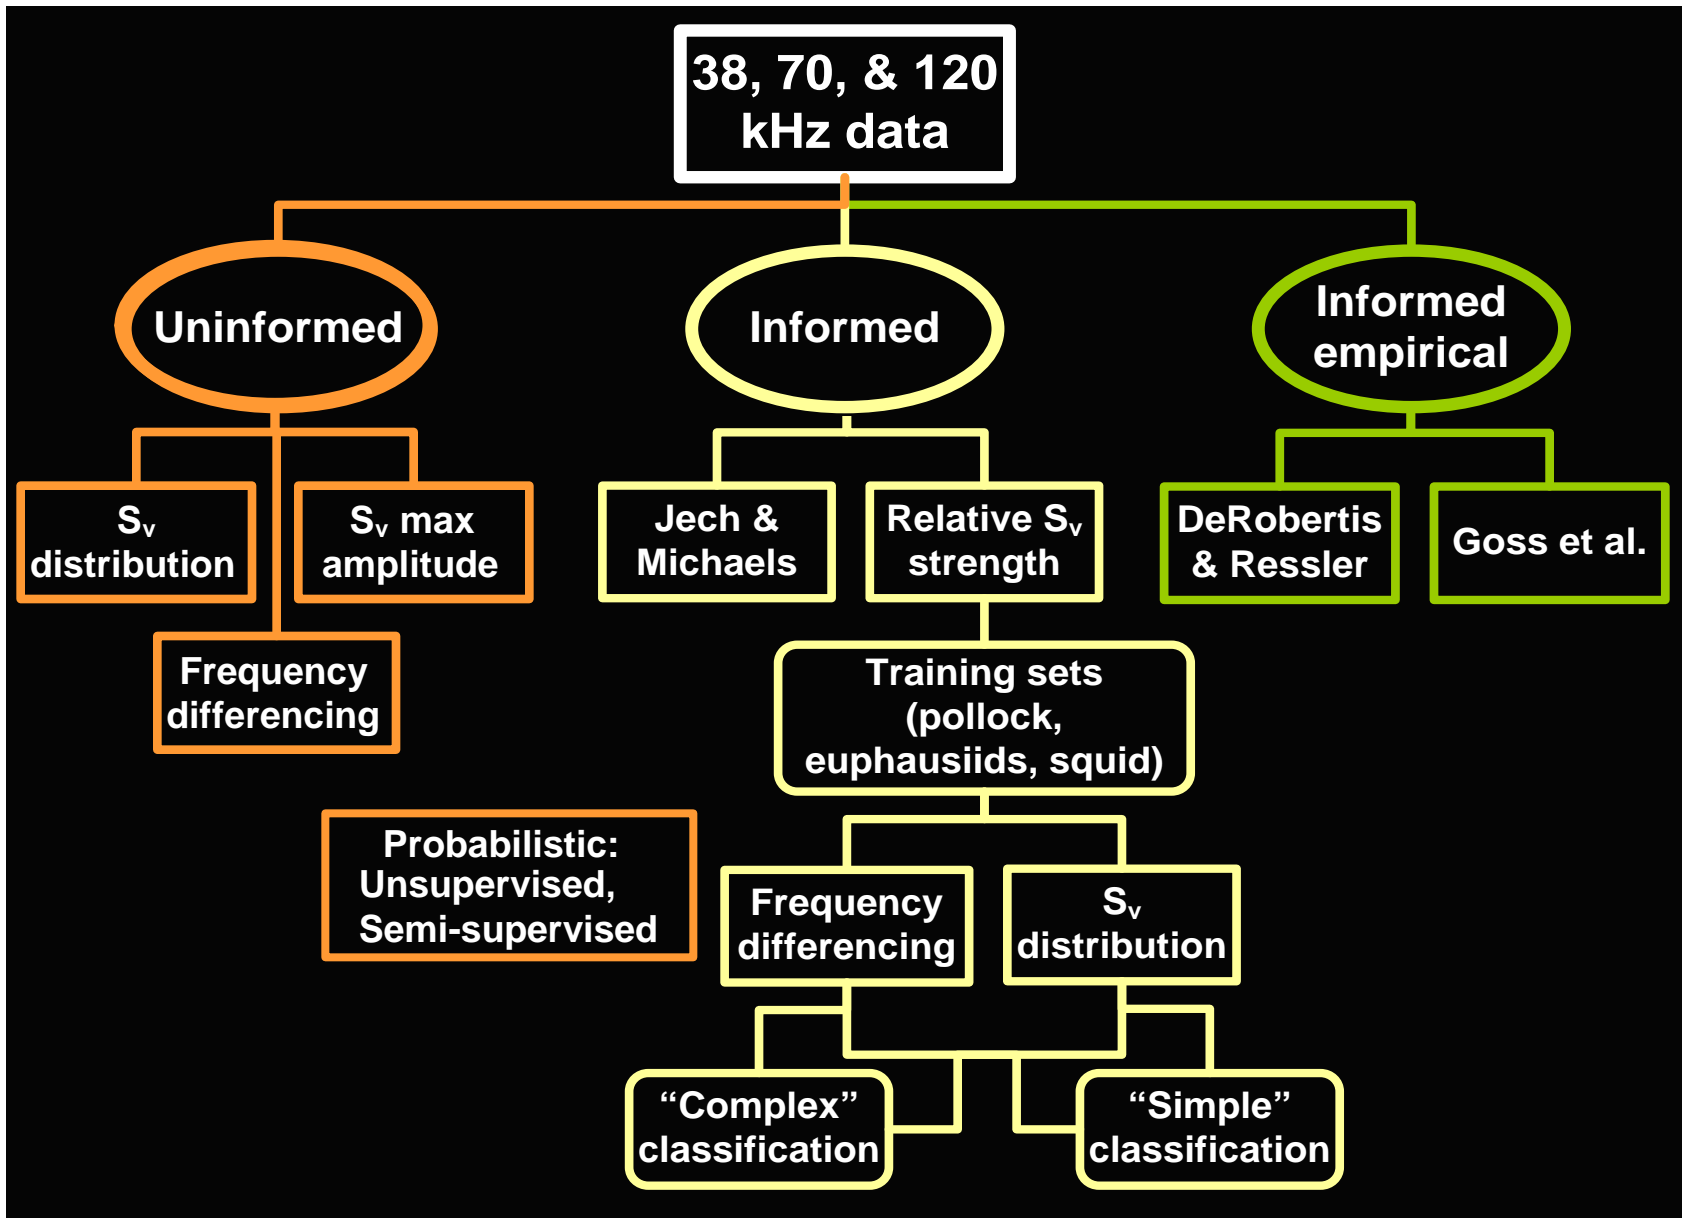 38, 70, & 120
kHz data
Uninformed
Informed
Informed
empirical
Sv
distribution
Sv max
amplitude
Frequency
differencing
Jech &
Michaels
Relative Sv
strength
DeRobertis
& Ressler
Goss et al.
Training sets
(pollock,
euphausiids, squid)
Probabilistic:
Unsupervised,
Semi-supervised
Frequency
differencing
Sv
distribution
“Complex”
classification
“Simple”
classification